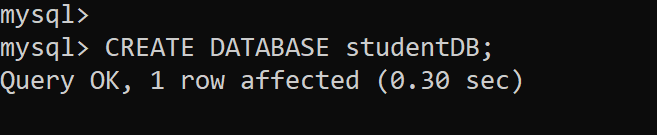 mysql>
mysql> CREATE DATABASE studentDB;
Query OK, 1 row affected (0.30 sec)